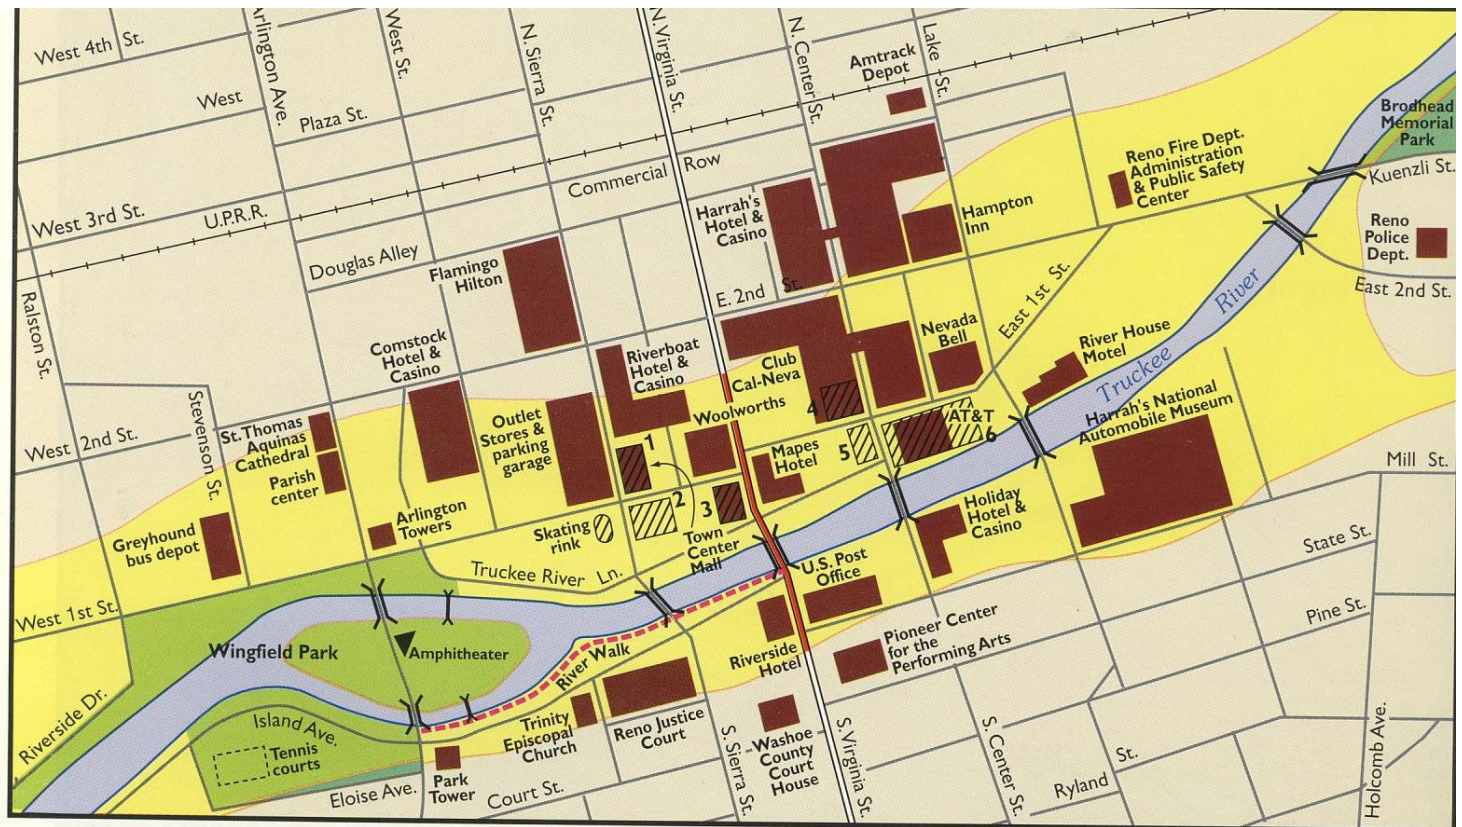 West 4th St.
Arlington Ave.
West St.
N. Sierra St.
N. Virginia St.
N. Center St.
Lake St.
Amtrack
Depot
West
Plaza St.
Commercial Row
West 3rd St.
U.P.R.R.
Douglas Alley
Flamingo
Hilton
Harrah's
Hotel &
Casino
Hampton
Inn
Reno Fire Dept.
Administration
& Public Safety
Center
Brodhead
Memorial
Park
Kuenzli St.
Reno
Police
Dept.
East 2nd St.
E. 2nd St.
East 1st St.
Truckee River
Ralston St.
Comstock
Hotel &
Casino
Riverboat
Hotel &
Casino
Club
Cal-Neva
Nevada
Bell
River House
Motel
Harrah's National
Automobile Museum
Woolworths
Outlet
Stores &
parking
garage
St. Thomas
Aquinas
Cathedral
Parish
center
West 2nd St.
Stevenson St.
4
AT&T
6
5
1
Mapes
Hotel
2
3
Mill St.
Greyhound
bus depot
Arlington
Towers
Skating
rink
Town
Center
Mall
Holiday
Hotel &
Casino
State St.
Truckee River Ln.
U.S. Post
Office
West 1st St.
Pine St.
Wingfield Park
Amphitheater
River Walk
Riverside
Hotel
Pioneer Center
for the
Performing Arts
Riverside Dr.
Island Ave.
Tennis
courts
Trinity
Episcopal
Church
Reno Justice
Court
S. Sierra St.
Washoe
County
Court
House
S. Virginia St.
S. Center St.
Ryland St.
Holcomb Ave.
Eloise Ave.
Park
Tower
Court St.